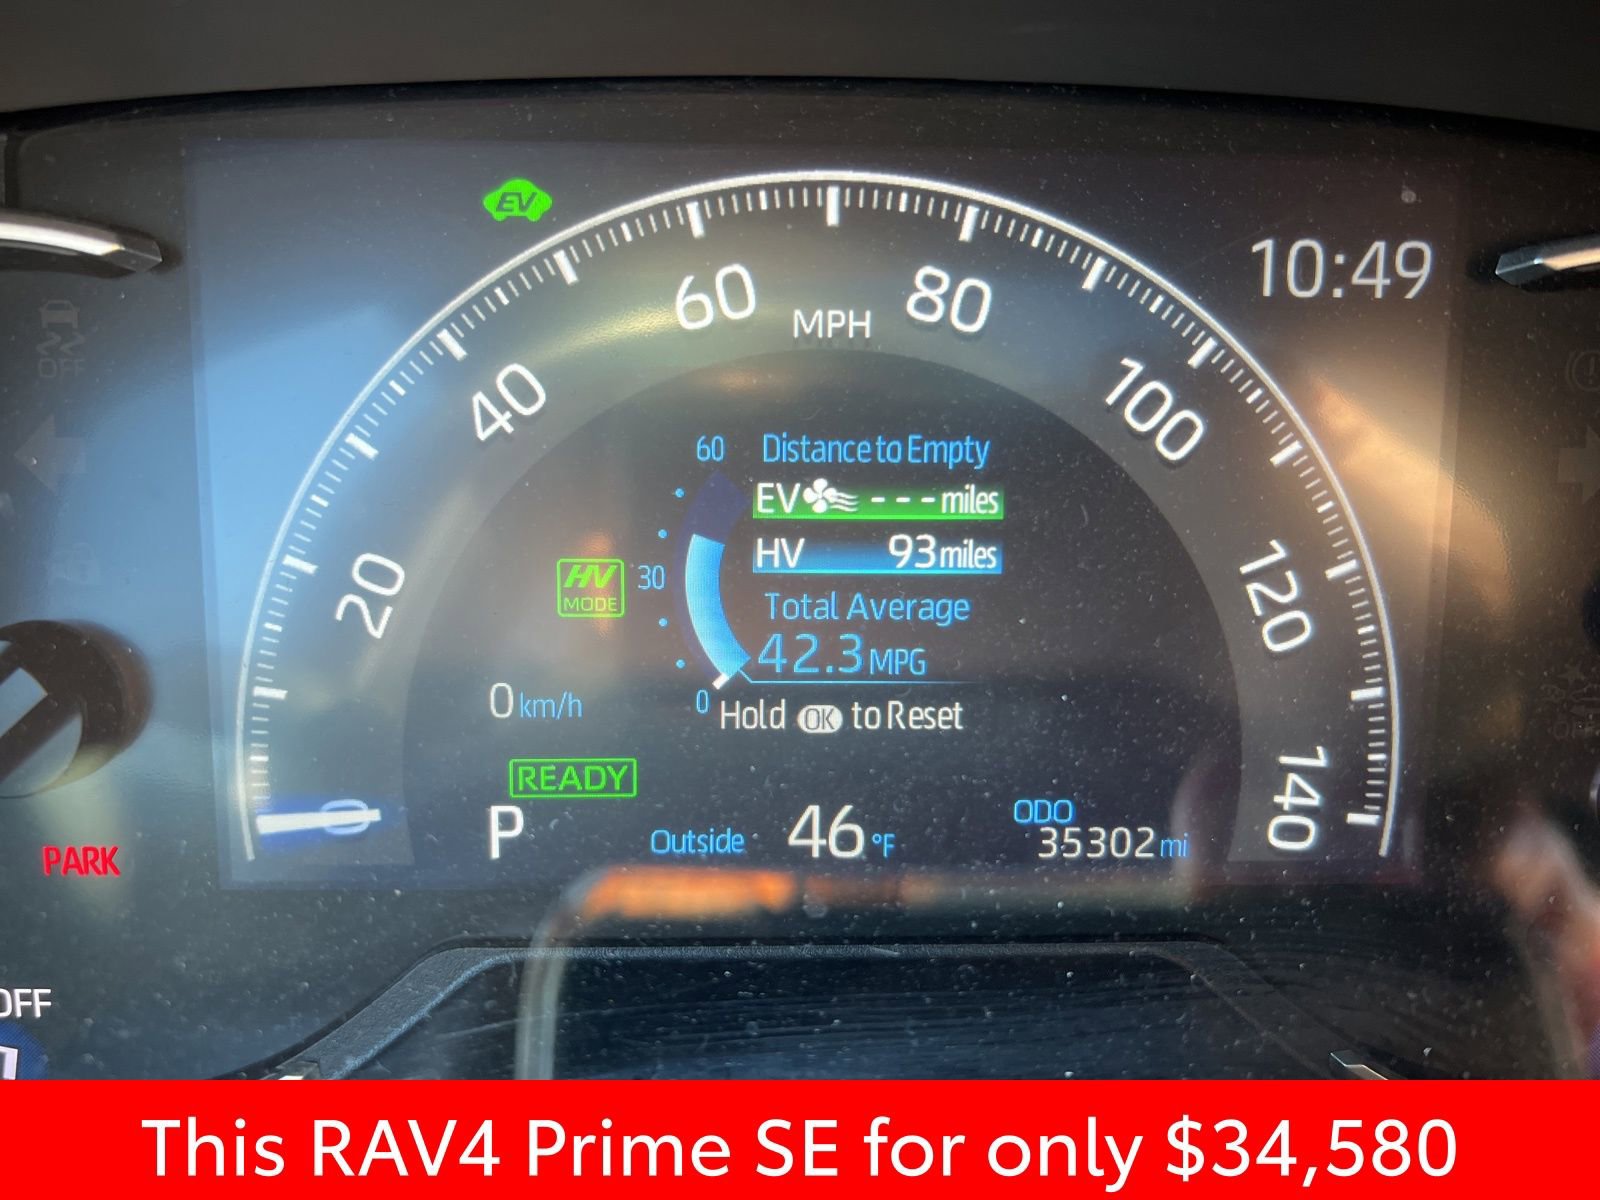 EV
10:49
OFF
60
80
MPH
40
100
60
Distance to Empty
EV - - - miles
HV 93 miles
HV
MODE
30
20
120
Total Average
42.3 MPG
0 km/h
0
Hold OK to Reset
READY
0
P
Outside 46 °F
ODO
35302 mi
140
PARK
OFF
This RAV4 Prime SE for only $34,580